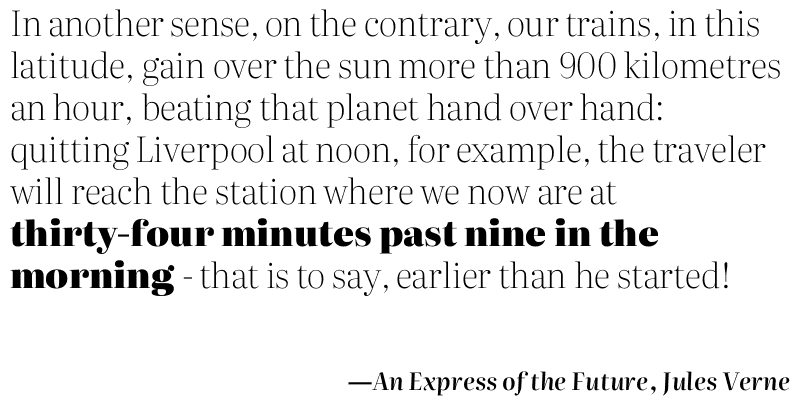 In another sense, on the contrary, our trains, in this
latitude, gain over the sun more than 900 kilometres
an hour, beating that planet hand over hand:
quitting Liverpool at noon, for example, the traveler
will reach the station where we now are at
thirty-four minutes past nine in the
morning - that is to say, earlier than he started!
—An Express of the Future, Jules Verne